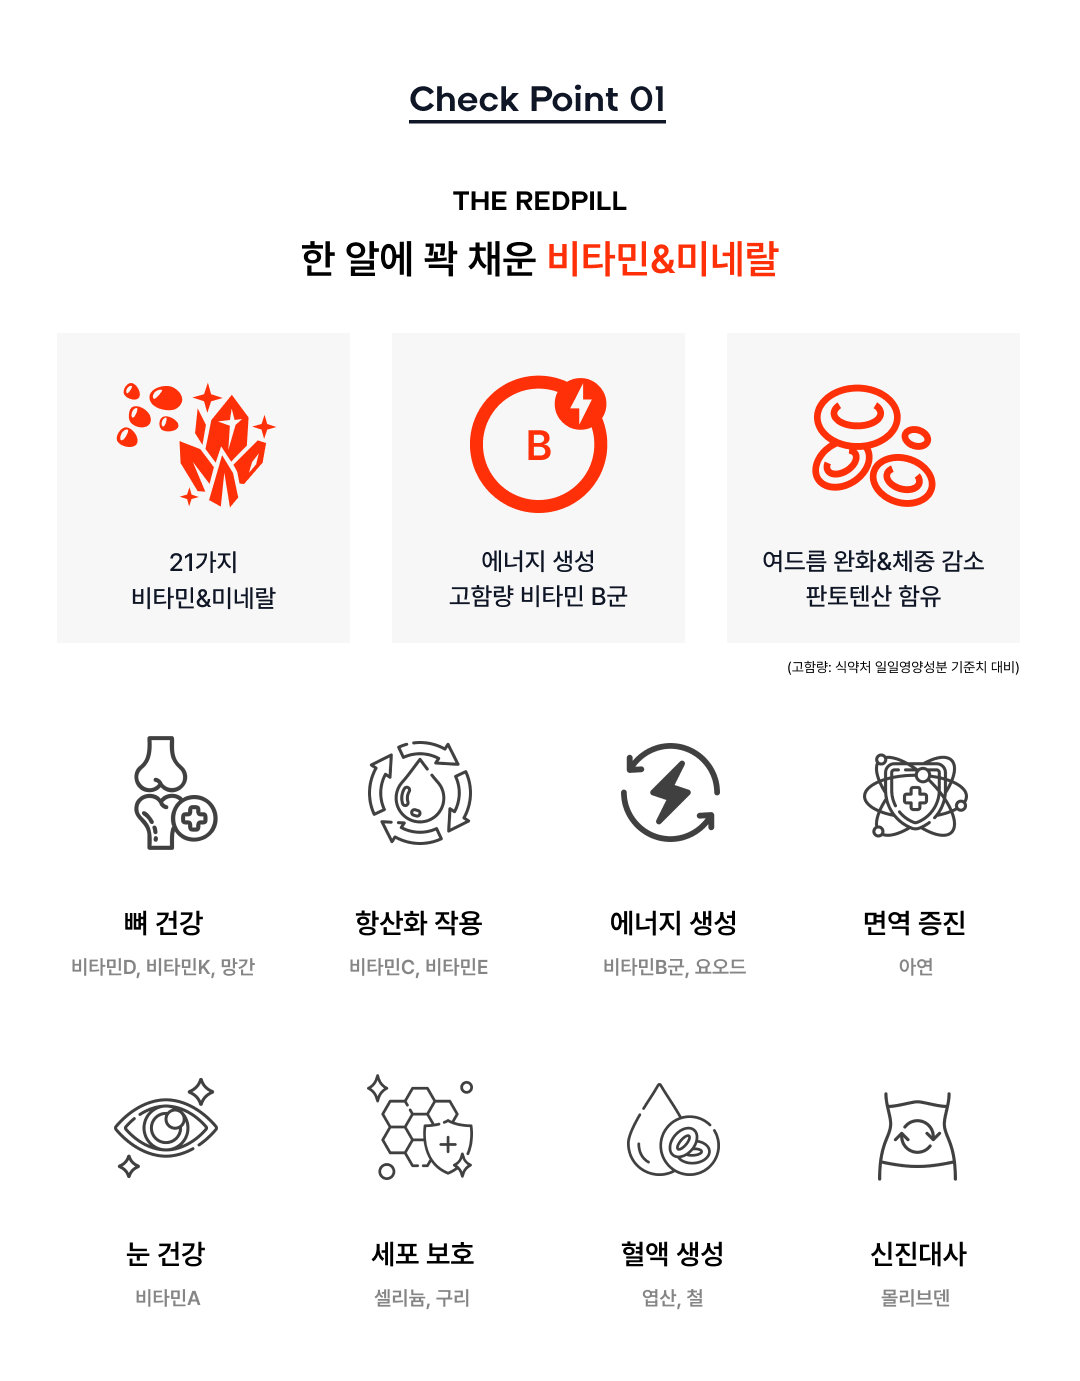 Check Point 01
THE REDPILL
한 알에 꽉 채운 비타민&미네랄
B
21가지
비타민&미네랄
에너지 생성
고함량 비타민 B군
여드름 완화&체중 감소
판토텐산 함유
(고함량: 식약처 일일영양성분 기준치 대비)
뼈 건강
비타민D, 비타민K, 망간
항산화 작용
비타민C, 비타민E
에너지 생성
비타민B군, 요오드
면역 증진
아연
눈 건강
비타민A
세포 보호
셀리늄, 구리
혈액 생성
엽산, 철
신진대사
몰리브덴